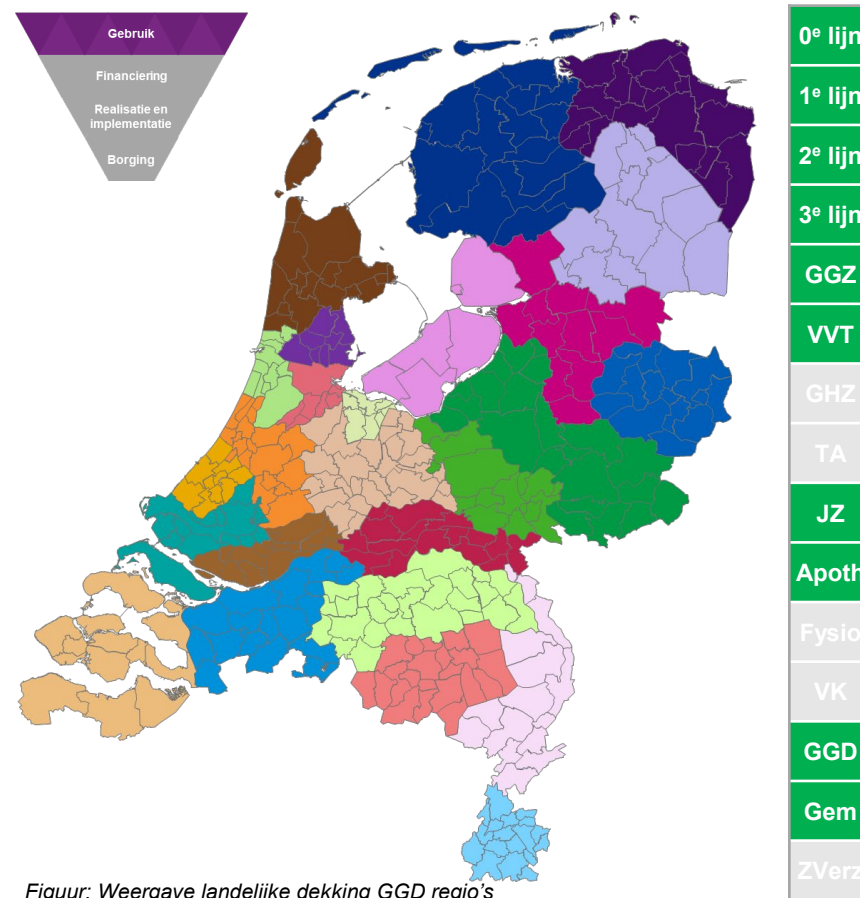 Gebruik
Financiering
Realisatie en
implementatie
Borging
0e lijn
1e lijn
2e lijn
3e lijn
GGZ
VVT
GHZ
TA
JZ
Apoth
Fysio
VK
GGD
Gem
ZVerz
Figuur: Weergave landelijke dekking GGD regio's